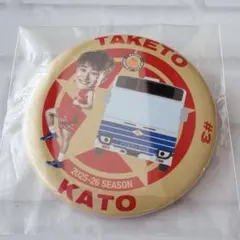 TAKETO
2025-26 SEASON
#3
KATO